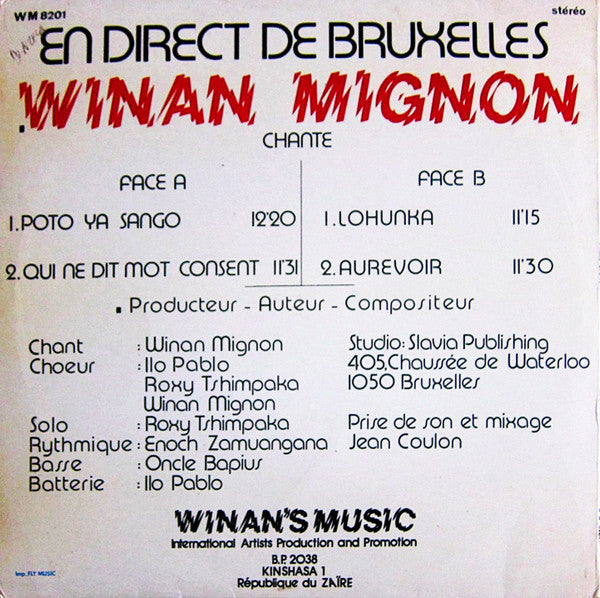 WM 8201
stéréo
EN DIRECT DE BRUXELLES
WINAN MIGNON
CHANTE
FACE A
1.POTO YA SANGO 12'20
2.QUI NE DIT MOT CONSENT 11'31
FACE B
1.LOHUNKA 11'15
2.AUREVOIR 11'30
.Producteur - Auteur - Compositeur
Chant : Winan Mignon
Choeur : Ilo Pablo
Roxy Tshimpaka
Winan Mignon
Solo : Roxy Tshimpaka
Rythmique : Enoch Zamuangana
Basse : Oncle Bapius
Batterie : Ilo Pablo
Studio: Slavia Publishing
405,Chaussée de Waterloo
1050 Bruxelles
Prise de son et mixage
Jean Coulon
WINAN'S MUSIC
International Artists Production and Promotion
B.P. 2038
KINSHASA 1
République du ZAÏRE
Imp. FLY MUSIC